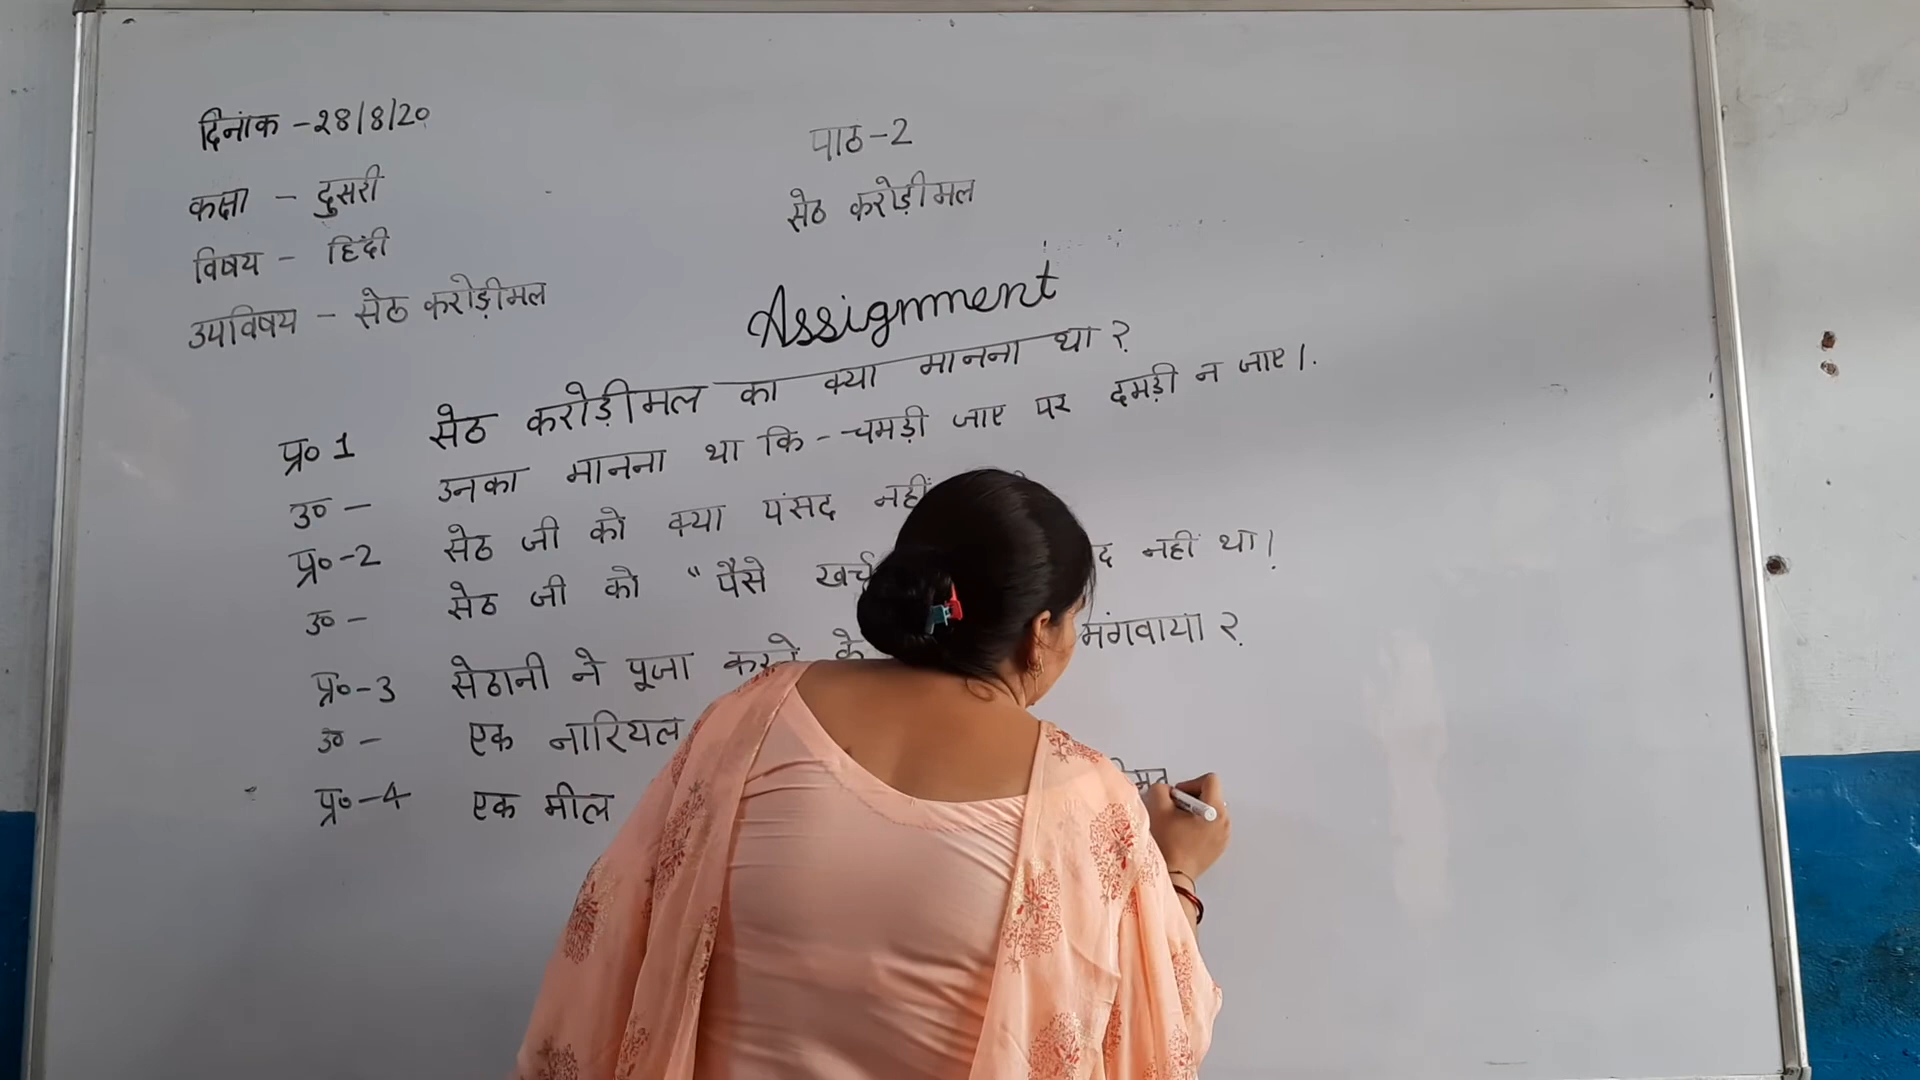 दिनांक - 28/8/20
कक्षा - दुसरी
विषय - हिंदी
उपविषय - सेठ करोड़ीमल
पाठ-2
सेठ करोड़ीमल
Assignment
प्र० 1 सेठ करोड़ीमल का क्या मानना था ?
उ० - उनका मानना था कि - चमड़ी जाए पर दमड़ी न जाए।
प्र०-2 सेठ जी को क्या पंसद नहीं
उ० - सेठ जी को " पैसे खर्च नहीं था।
प्र०-3 सेठानी ने पूजा करने के मंगवाया ?
उ० - एक नारियल
प्र०-4 एक मील